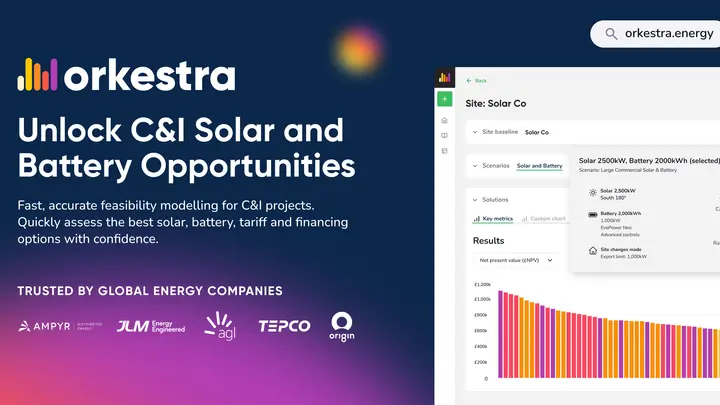 orkestra.energy
orkestra
Unlock C&I Solar and
Battery Opportunities
Fast, accurate feasibility modelling for C&I projects.
Quickly assess the best solar, battery, tariff and financing
options with confidence.
TRUSTED BY GLOBAL ENERGY COMPANIES
AMPYR DISTRIBUTED
ENERGY
JLM Energy
Engineered
agl
TEPCO
origin
Back
Site: Solar Co
Site baseline Solar Co
Scenarios Solar and Battery
Solutions
Key metrics Custom chart
Results
Net present value (£NPV)
£1,200k
£1,000k
£800k
£600k
£400k
£200k
0
Solar 2500kW, Battery 2000kWh (selected)
Scenario: Large Commercial Solar & Battery
Solar 2,500kW
South 180°
Battery 2,000kWh
1,000kW
EvoPower Neo
Advanced controls
Site changes made
Export limit: 1,000kW